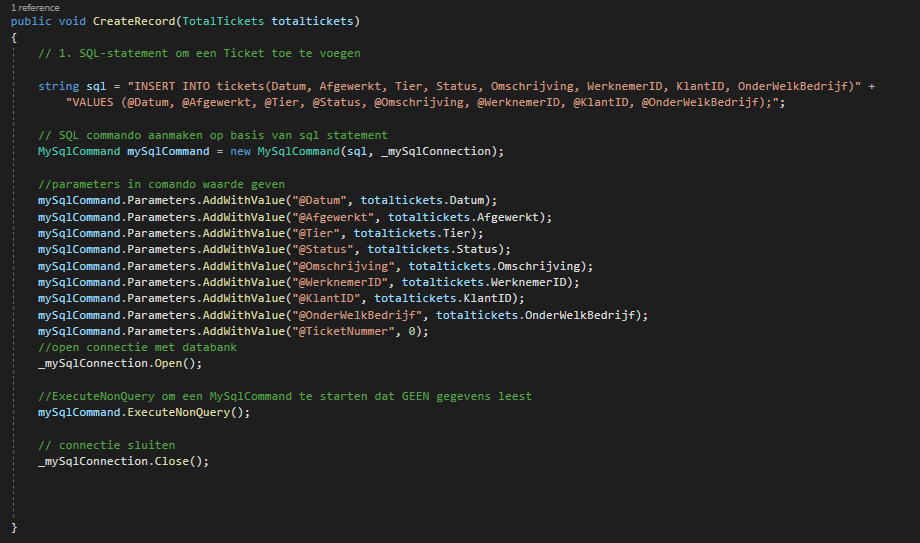 1 reference
public void CreateRecord(TotalTickets totaltickets)
{
// 1. SQL-statement om een Ticket toe te voegen
string sql = "INSERT INTO tickets(Datum, Afgewerkt, Tier, Status, Omschrijving, WerknemerID, KlantID, OnderWelkBedrijf)" +
"VALUES (@Datum, @Afgewerkt, @Tier, @Status, @Omschrijving, @WerknemerID, @KlantID, @OnderWelkBedrijf);";
// SQL commando aanmaken op basis van sql statement
MySqlCommand mySqlCommand = new MySqlCommand(sql, _mySqlConnection);
//parameters in comando waarde geven
mySqlCommand.Parameters.AddWithValue("@Datum", totaltickets.Datum);
mySqlCommand.Parameters.AddWithValue("@Afgewerkt", totaltickets.Afgewerkt);
mySqlCommand.Parameters.AddWithValue("@Tier", totaltickets.Tier);
mySqlCommand.Parameters.AddWithValue("@Status", totaltickets.Status);
mySqlCommand.Parameters.AddWithValue("@Omschrijving", totaltickets.Omschrijving);
mySqlCommand.Parameters.AddWithValue("@WerknemerID", totaltickets.WerknemerID);
mySqlCommand.Parameters.AddWithValue("@KlantID", totaltickets.KlantID);
mySqlCommand.Parameters.AddWithValue("@OnderWelkBedrijf", totaltickets.OnderWelkBedrijf);
mySqlCommand.Parameters.AddWithValue("@TicketNummer", 0);
//open connectie met databank
_mySqlConnection.Open();
//ExecuteNonQuery om een MySqlCommand te starten dat GEEN gegevens leest
mySqlCommand.ExecuteNonQuery();
// connectie sluiten
_mySqlConnection.Close();
}